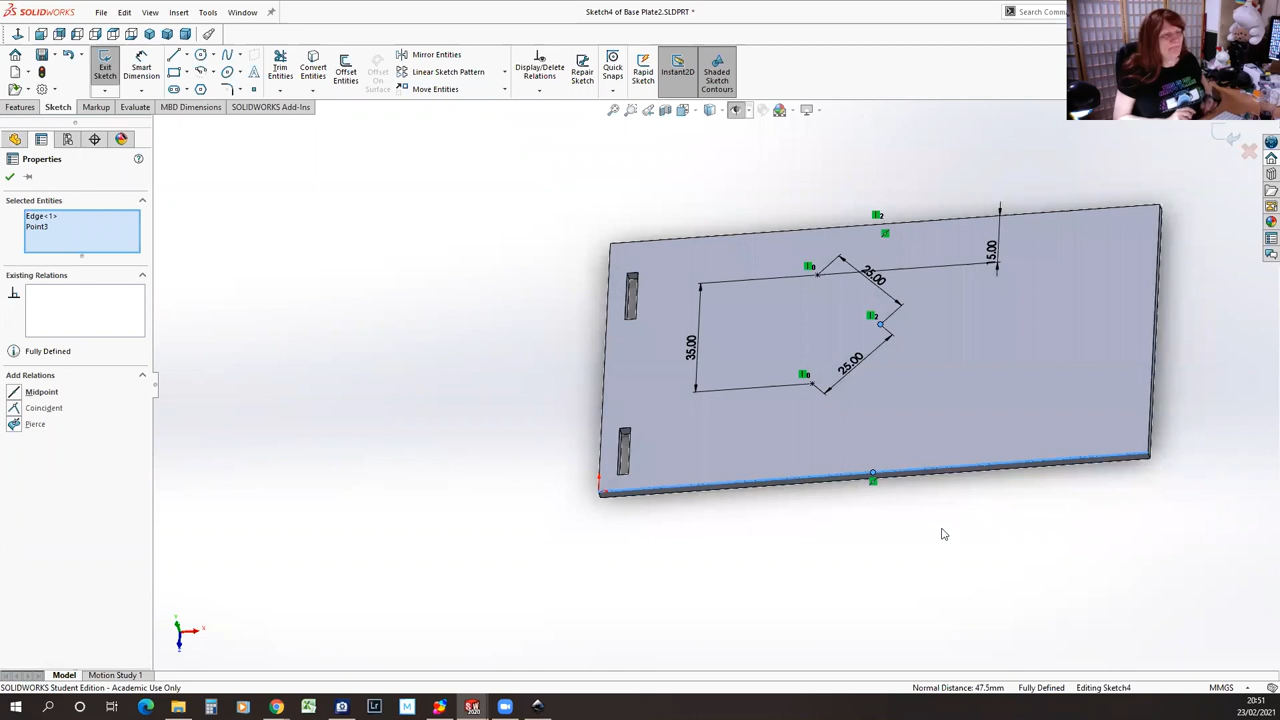 SOLIDWORKS File Edit View Insert Tools Window
Sketch4 of Base Plate2.SLDPRT *
Search Comm
Exit Sketch
Smart Dimension
Trim Entities
Convert Entities
Offset Entities
Offset On Surface
Mirror Entities
Linear Sketch Pattern
Move Entities
Display/Delete Relations
Repair Sketch
Quick Snaps
Rapid Sketch
Instant2D
Shaded Sketch Contours
Features Sketch Markup Evaluate MBD Dimensions SOLIDWORKS Add-Ins
Properties
Selected Entities
Edge<1>
Point3
Existing Relations
Fully Defined
Add Relations
Midpoint
Coincident
Pierce
2
0
25.00
15.00
2
35.00
25.00
0
Y
X
Z
Model Motion Study 1
SOLIDWORKS Student Edition - Academic Use Only
Normal Distance: 47.5mm Fully Defined Editing Sketch4
MMGS
20:51
23/02/2021